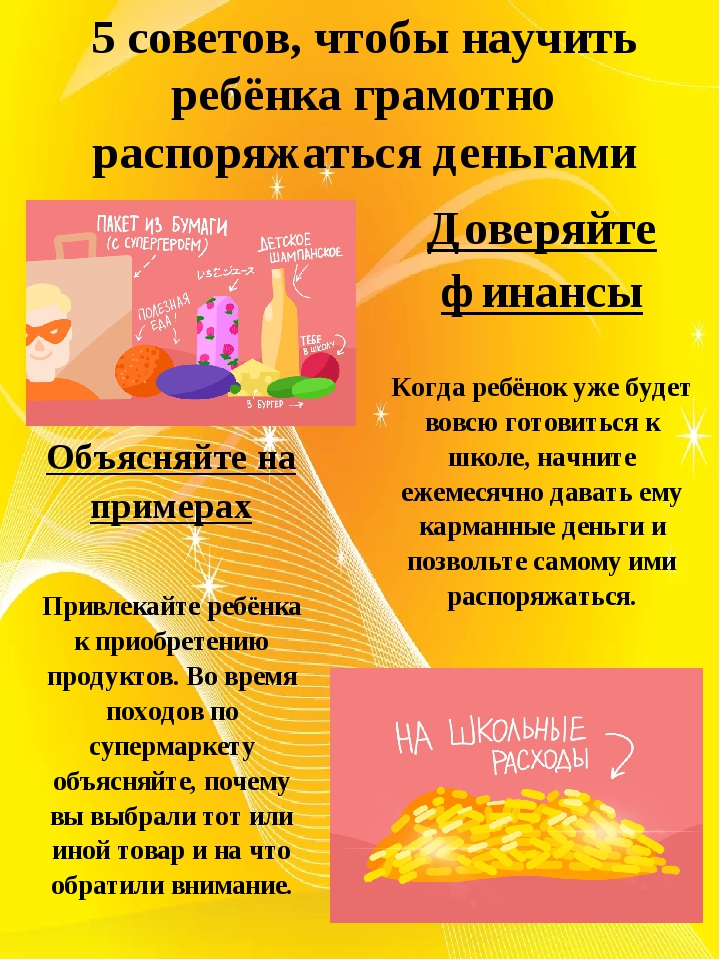 5 советов, чтобы научить
ребёнка грамотно
распоряжаться деньгами
ПАКЕТ ИЗ БУМАГИ
(С СУПЕРГЕРОЕМ)
ДЕТСКОЕ
ШАМПАНСКОЕ
ПОЛЕЗНАЯ
ЕДА!
ТЕБЕ
В ШКОЛУ
В БУРГЕР
Объясняйте на
примерах
Привлекайте ребёнка
к приобретению
продуктов. Во время
походов по
супермаркету
объясняйте, почему
вы выбрали тот или
иной товар и на что
обратили внимание.
Доверяйте
финансы
Когда ребёнок уже будет
вовсю готовиться к
школе, начните
ежемесячно давать ему
карманные деньги и
позвольте самому ими
распоряжаться.
НА ШКОЛЬНЫЕ
РАСХОДЫ